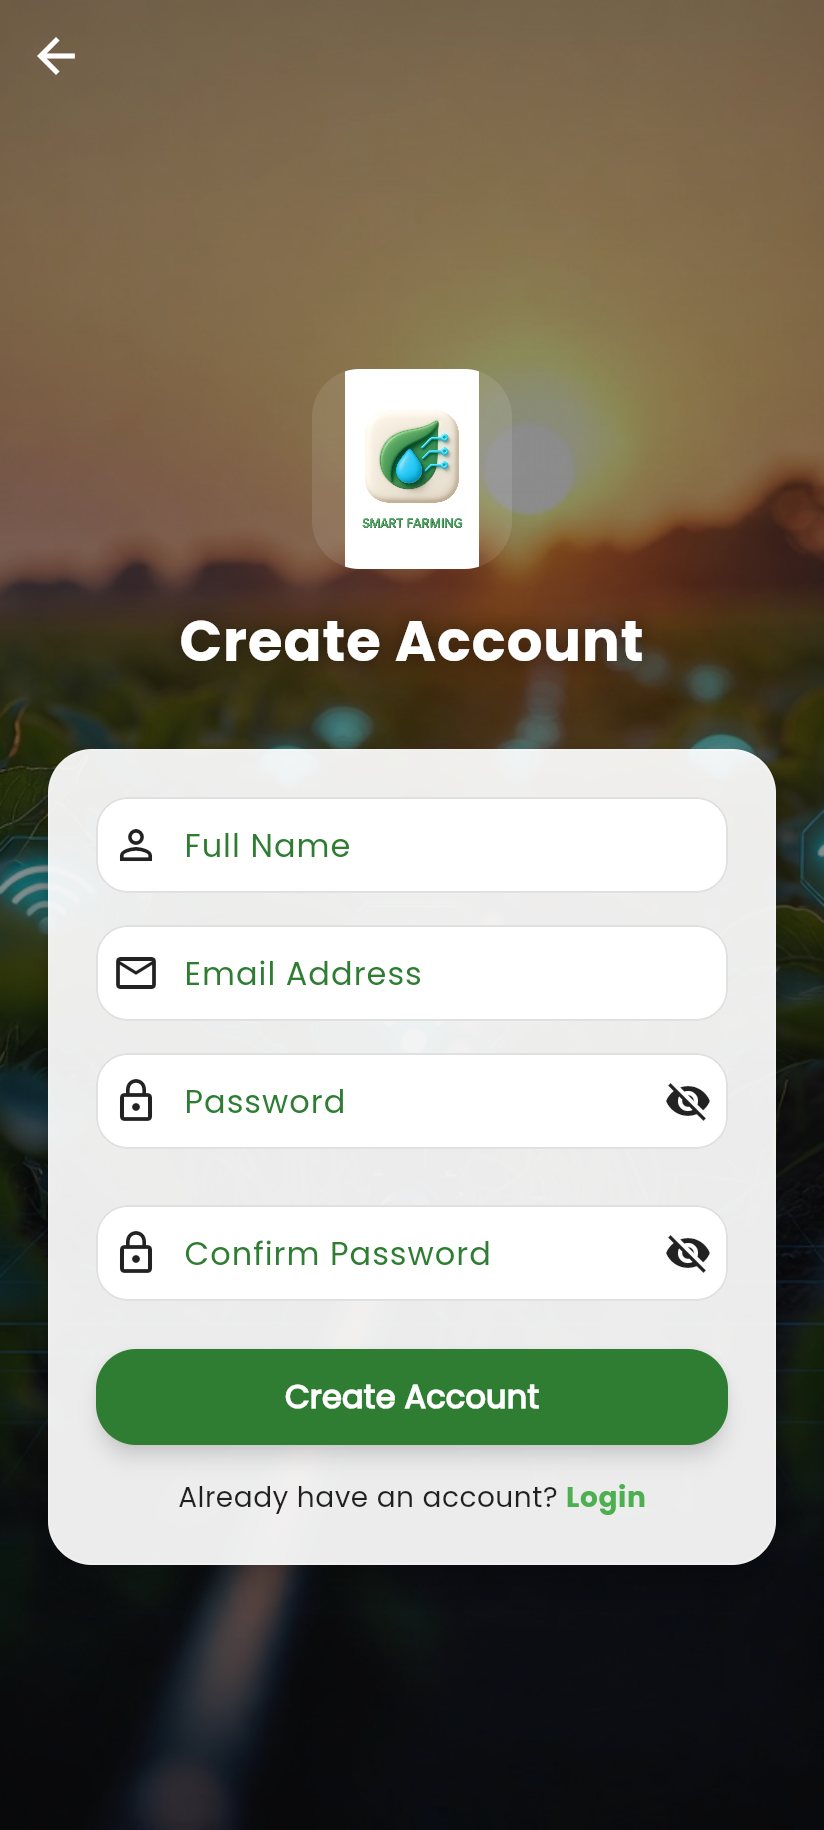 SMART FARMING
Create Account
Full Name
Email Address
Password
Confirm Password
Create Account
Already have an account? Login